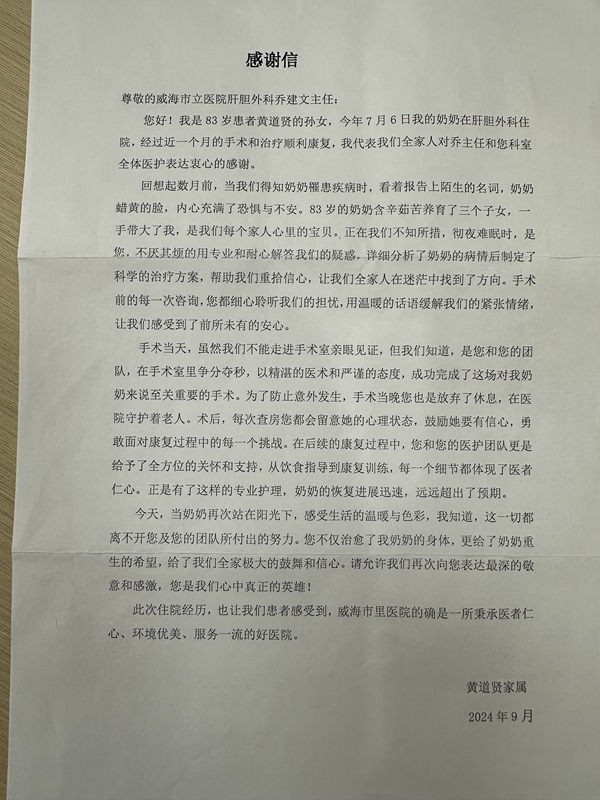 感谢信
尊敬的威海市立医院肝胆外科乔建文主任：
您好！我是 83 岁患者黄道贤的孙女，今年 7 月 6 日我的奶奶在肝胆外科住
院，经过近一个月的手术和治疗顺利康复，我代表我们全家人对乔主任和您科室
全体医护表达衷心的感谢。
回想起数月前，当我们得知奶奶罹患疾病时，看着报告上陌生的名词，奶奶
蜡黄的脸，内心充满了恐惧与不安。83 岁的奶奶含辛茹苦养育了三个子女，一
手带大了我，是我们每个家人心里的宝贝。正在我们不知所措，彻夜难眠时，是
您，不厌其烦的用专业和耐心解答我们的疑惑，详细分析了奶奶的病情后制定了
科学的治疗方案，帮助我们重拾信心，让我们全家人在迷茫中找到了方向。手术
前的每一次咨询，您都细心聆听我们的担忧，用温暖的话语缓解我们的紧张情绪，
让我们感受到了前所未有的安心。
手术当天，虽然我们不能走进手术室亲眼见证，但我们知道，是您和您的团
队，在手术室里争分夺秒，以精湛的医术和严谨的态度，成功完成了这场对我奶
奶来说至关重要的手术。为了防止意外发生，手术当晚您也是放弃了休息，在医
院守护着老人。术后，每次查房您都会留意她的心理状态，鼓励她要有信心，勇
敢面对康复过程中的每一个挑战。在后续的康复过程中，您和您的医护团队更是
给予了全方位的关怀和支持，从饮食指导到康复训练，每一个细节都体现了医者
仁心。正是有了这样的专业护理，奶奶的恢复进展迅速，远远超出了预期。
今天，当奶奶再次站在阳光下，感受生活的温暖与色彩，我知道，这一切都
离不开您及您的团队所付出的努力。您不仅治愈了我奶奶的身体，更给了奶奶重
生的希望，给了我们全家极大的鼓舞和信心。请允许我们再次向您表达最深的敬
意和感激，您是我们心中真正的英雄！
此次住院经历，也让我们患者感受到，威海市里医院的确是一所秉承医者仁
心、环境优美、服务一流的好医院。
黄道贤家属
2024 年 9 月